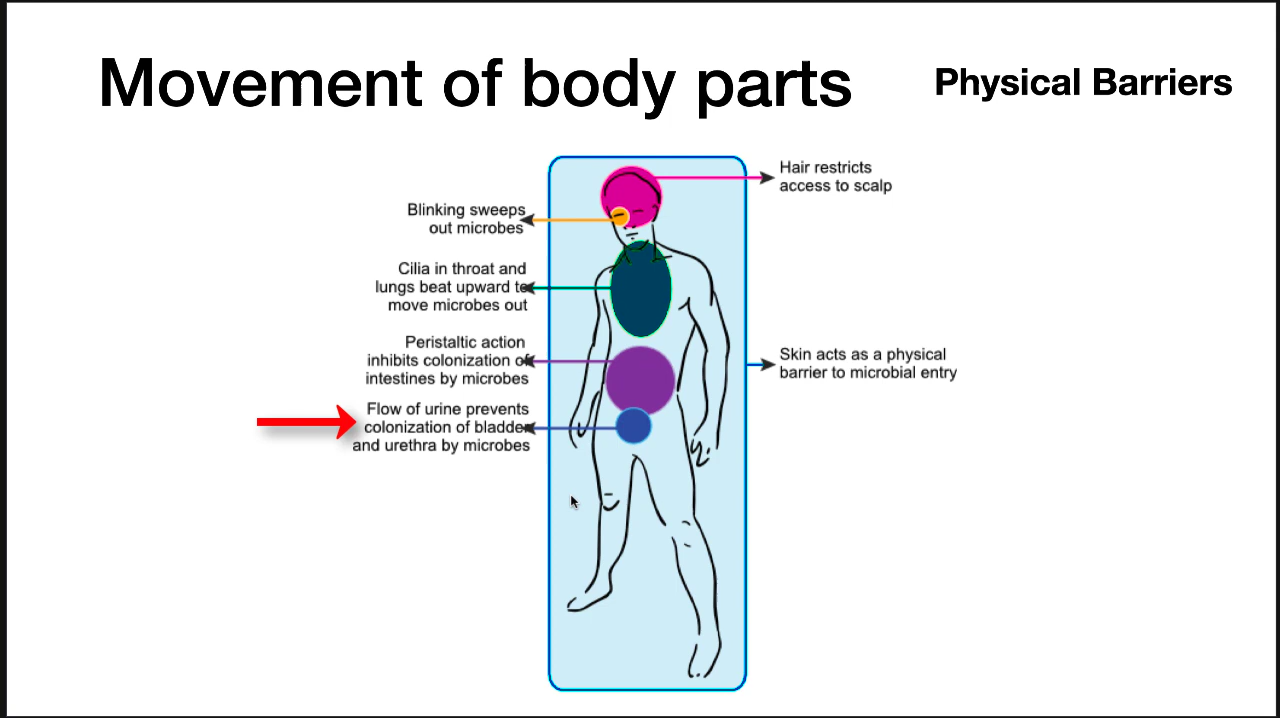 Movement of body parts
Physical Barriers
Hair restricts
access to scalp
Blinking sweeps
out microbes
Cilia in throat and
lungs beat upward to
move microbes out
Peristaltic action
inhibits colonization of
intestines by microbes
Skin acts as a physical
barrier to microbial entry
Flow of urine prevents
colonization of bladder
and urethra by microbes